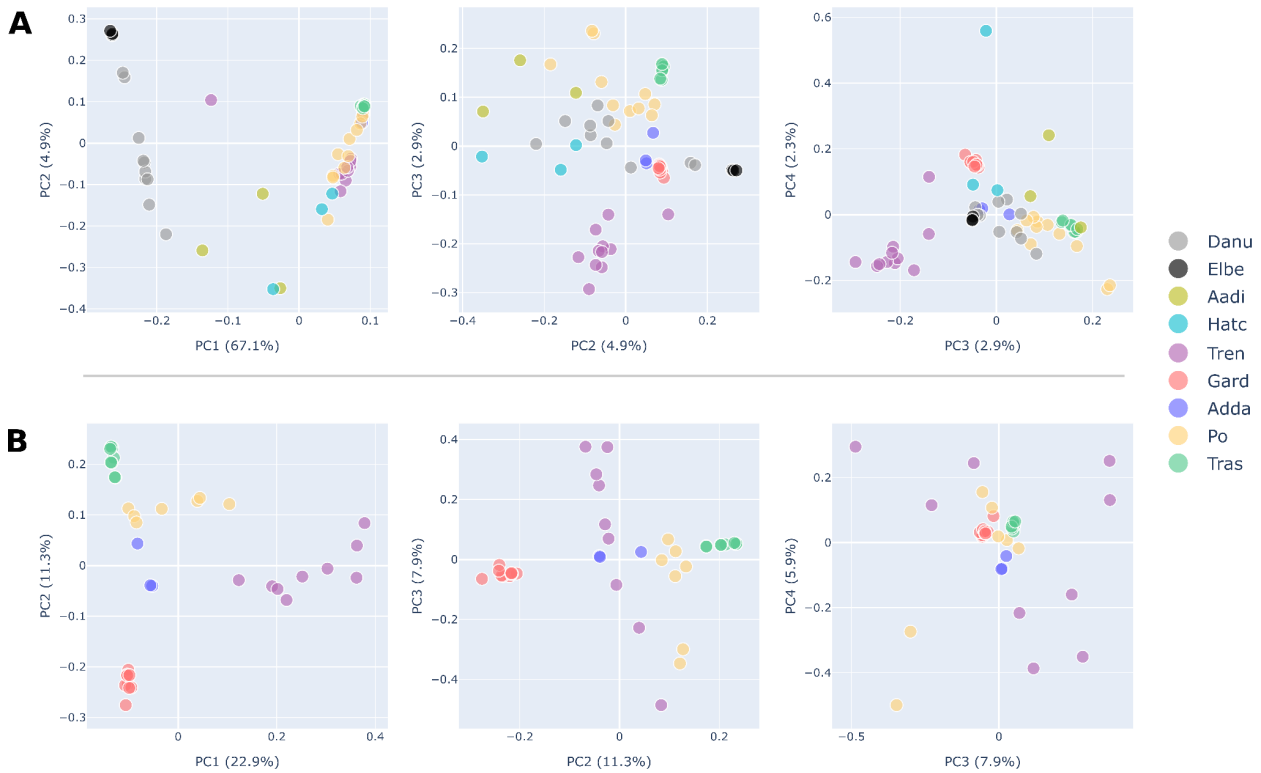 A
0.3
0.2
0.1
0
−0.1
−0.2
−0.3
−0.4
PC2 (4.9%)
−0.2
−0.1
0
0.1
PC1 (67.1%)
0.2
0.1
0
−0.1
−0.2
−0.3
PC3 (2.9%)
−0.4
−0.2
0
0.2
PC2 (4.9%)
0.6
0.4
0.2
0
−0.2
PC4 (2.3%)
−0.2
0
0.2
PC3 (2.9%)
Danu
Elbe
Aadi
Hatc
Tren
Gard
Adda
Po
Tras
B
0.2
0.1
0
−0.1
−0.2
−0.3
PC2 (11.3%)
0
0.2
0.4
PC1 (22.9%)
0.4
0.2
0
−0.2
−0.4
PC3 (7.9%)
−0.2
0
0.2
PC2 (11.3%)
0.2
0
−0.2
−0.4
PC4 (5.9%)
−0.5
0
PC3 (7.9%)